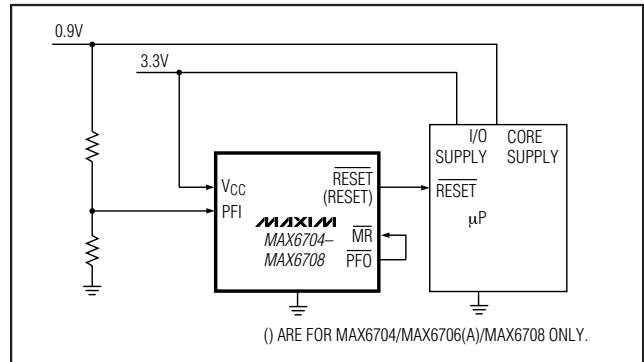 0.9V
3.3V
VCC
PFI
RESET
(RESET)
MAXIM
MAX6704–
MAX6708
MR
PFO
I/O
SUPPLY
CORE
SUPPLY
RESET
μP
() ARE FOR MAX6704/MAX6706(A)/MAX6708 ONLY.